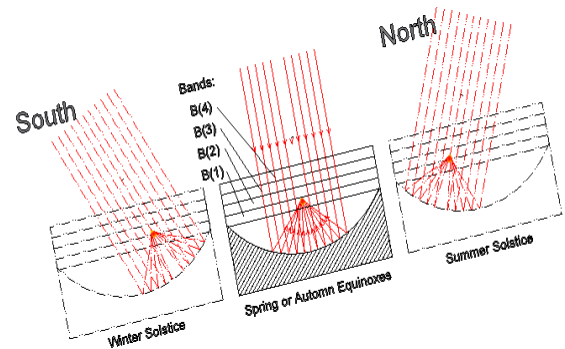 North
South
Bands:
B(4)
B(3)
B(2)
B(1)
Summer Solstice
Spring or Automn Equinoxes
Winter Solstice